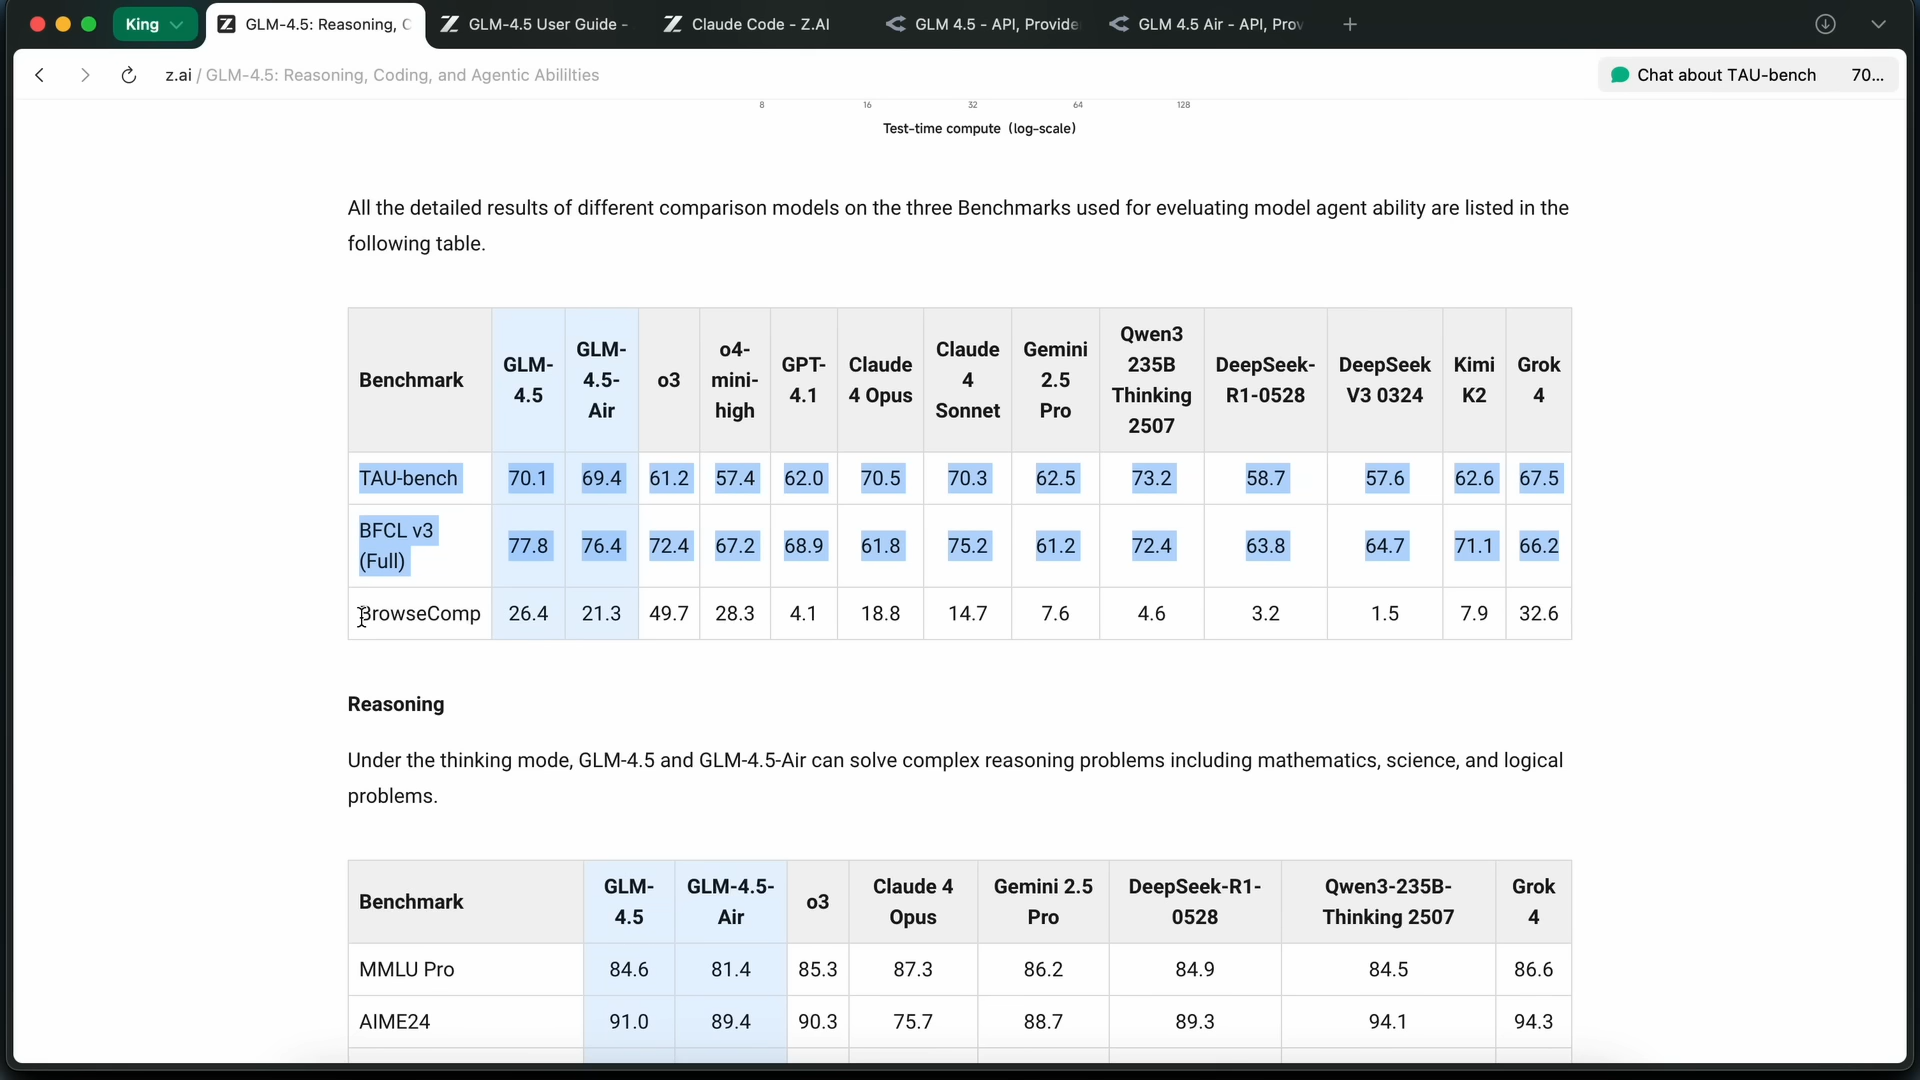 King
GLM-4.5: Reasoning, C
GLM-4.5 User Guide -
Claude Code - Z.AI
GLM 4.5 - API, Provide
GLM 4.5 Air - API, Prov
z.ai / GLM-4.5: Reasoning, Coding, and Agentic Abililties
Chat about TAU-bench 70...
8 16 32 64 128
Test-time compute (log-scale)
All the detailed results of different comparison models on the three Benchmarks used for eveluating model agent ability are listed in the
following table.
Benchmark GLM-4.5 GLM-4.5-Air o3 o4-mini-high GPT-4.1 Claude 4 Opus Claude 4 Sonnet Gemini 2.5 Pro Qwen3 235B Thinking 2507 DeepSeek-R1-0528 DeepSeek V3 0324 Kimi K2 Grok 4
TAU-bench 70.1 69.4 61.2 57.4 62.0 70.5 70.3 62.5 73.2 58.7 57.6 62.6 67.5
BFCL v3 (Full) 77.8 76.4 72.4 67.2 68.9 61.8 75.2 61.2 72.4 63.8 64.7 71.1 66.2
BrowseComp 26.4 21.3 49.7 28.3 4.1 18.8 14.7 7.6 4.6 3.2 1.5 7.9 32.6
Reasoning
Under the thinking mode, GLM-4.5 and GLM-4.5-Air can solve complex reasoning problems including mathematics, science, and logical
problems.
Benchmark GLM-4.5 GLM-4.5-Air o3 Claude 4 Opus Gemini 2.5 Pro DeepSeek-R1-0528 Qwen3-235B-Thinking 2507 Grok 4
MMLU Pro 84.6 81.4 85.3 87.3 86.2 84.9 84.5 86.6
AIME24 91.0 89.4 90.3 75.7 88.7 89.3 94.1 94.3